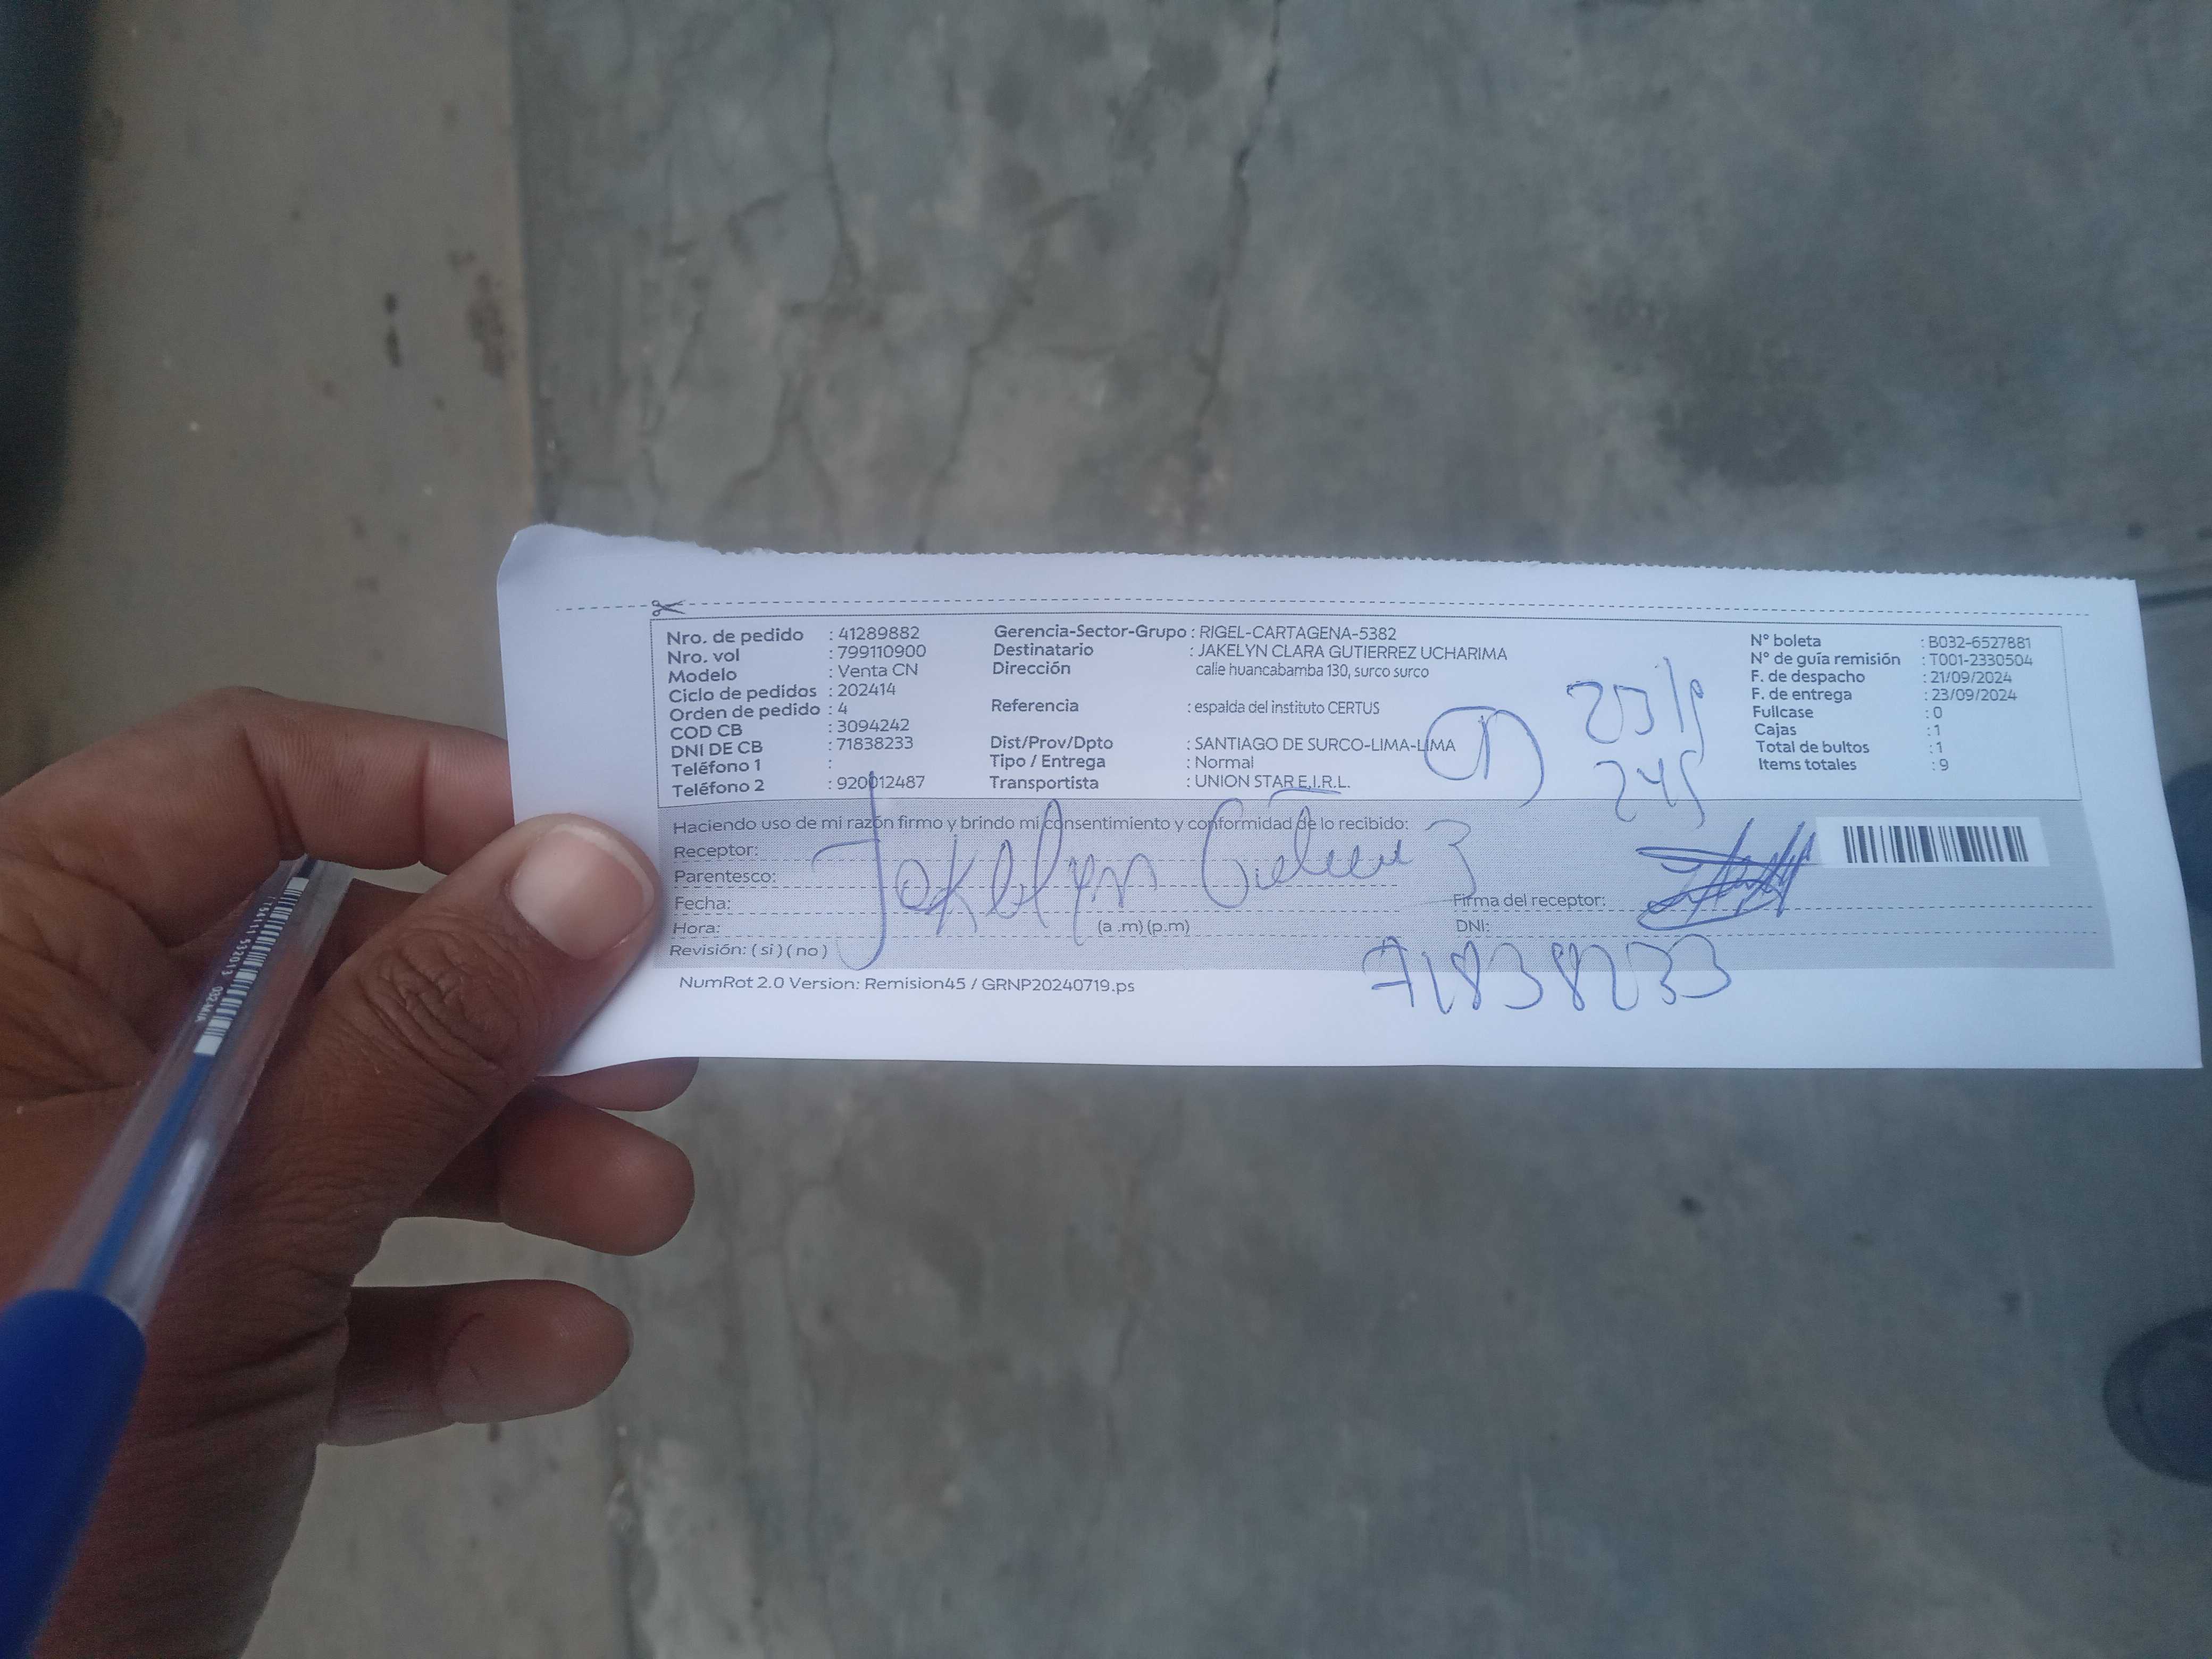 Nro. de pedido : 41289882
Nro. vol : 799110900
Modelo : Venta CN
Ciclo de pedidos : 202414
Orden de pedido : 4
COD CB : 3094242
DNI DE CB : 71838233
Teléfono 1 :
Teléfono 2 : 920012487
Gerencia-Sector-Grupo : RIGEL-CARTAGENA-5382
Destinatario : JAKELYN CLARA GUTIERREZ UCHARIMA
Dirección calle huancabamba 130, surco surco
Referencia : espalda del instituto CERTUS
Dist/Prov/Dpto : SANTIAGO DE SURCO-LIMA-LIMA
Tipo / Entrega : Normal
Transportista : UNION STAR E.I.R.L.
N° boleta : B032-6527881
N° de guía remisión : T001-2330504
F. de despacho : 21/09/2024
F. de entrega : 23/09/2024
Fullcase : 0
Cajas : 1
Total de bultos : 1
Items totales : 9
Haciendo uso de mi razón firmo y brindo mi consentimiento y conformidad de lo recibido:
Receptor: Jakelyn
Parentesco:
Fecha:
Hora: (a .m) (p.m)
Revisión: ( si ) ( no )
Firma del receptor:
DNI:
71838233
NumRot 2.0 Version: Remision45 / GRNP20240719.ps